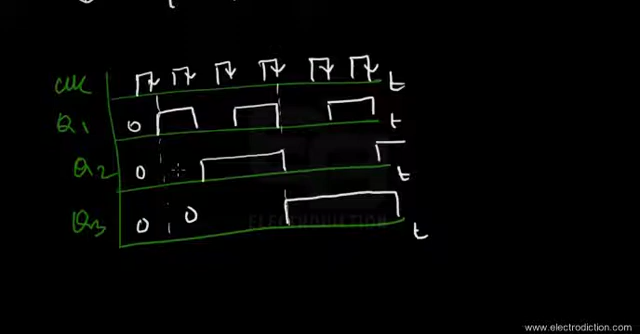 CLK t
Q1 0 t
Q2 0 t
Q3 0 0 t
ELECTRODICTION
www.electrodiction.com